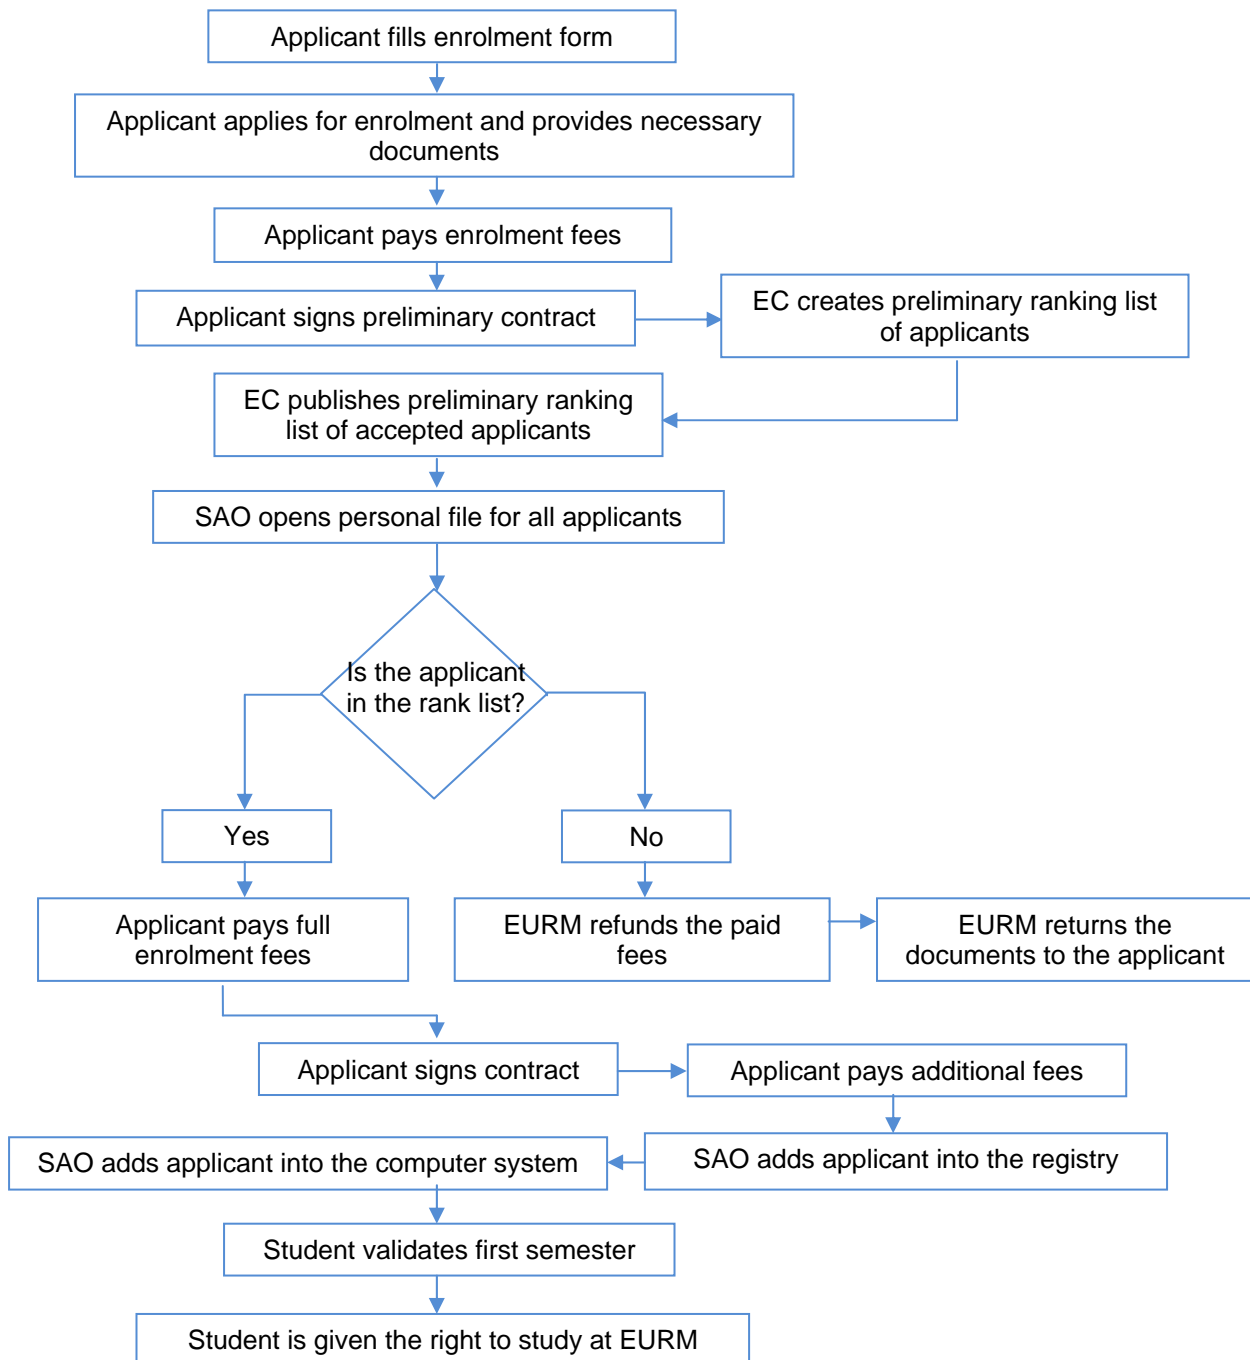 Applicant fills enrolment form
Applicant applies for enrolment and provides necessary
documents
Applicant pays enrolment fees
Applicant signs preliminary contract
EC creates preliminary ranking list
of applicants
EC publishes preliminary ranking
list of accepted applicants
SAO opens personal file for all applicants
Is the applicant
in the rank list?
Yes
No
Applicant pays full
enrolment fees
EURM refunds the paid
fees
EURM returns the
documents to the applicant
Applicant signs contract
Applicant pays additional fees
SAO adds applicant into the registry
SAO adds applicant into the computer system
Student validates first semester
Student is given the right to study at EURM